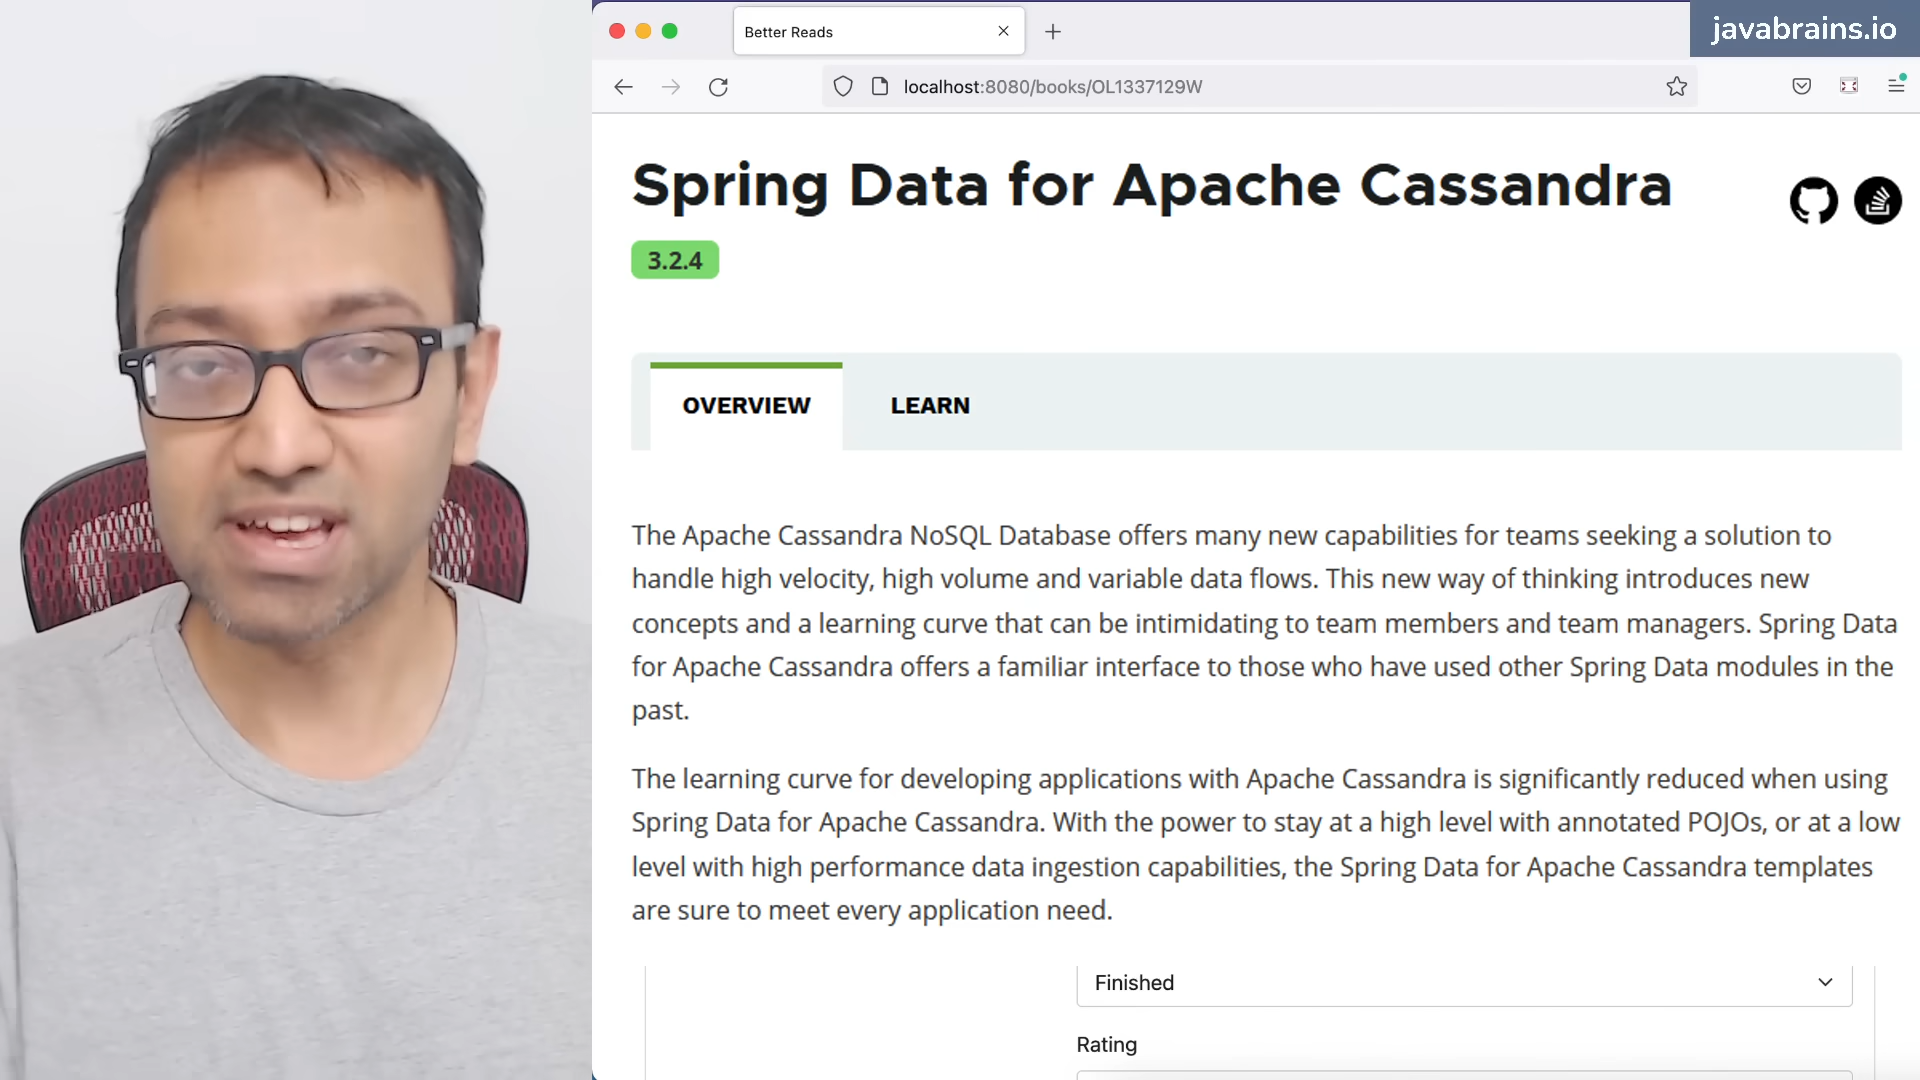 javabrains.io
Better Reads
localhost:8080/books/OL1337129W
Spring Data for Apache Cassandra
3.2.4
OVERVIEW
LEARN
The Apache Cassandra NoSQL Database offers many new capabilities for teams seeking a solution to
handle high velocity, high volume and variable data flows. This new way of thinking introduces new
concepts and a learning curve that can be intimidating to team members and team managers. Spring Data
for Apache Cassandra offers a familiar interface to those who have used other Spring Data modules in the
past.
The learning curve for developing applications with Apache Cassandra is significantly reduced when using
Spring Data for Apache Cassandra. With the power to stay at a high level with annotated POJOs, or at a low
level with high performance data ingestion capabilities, the Spring Data for Apache Cassandra templates
are sure to meet every application need.
Finished
Rating